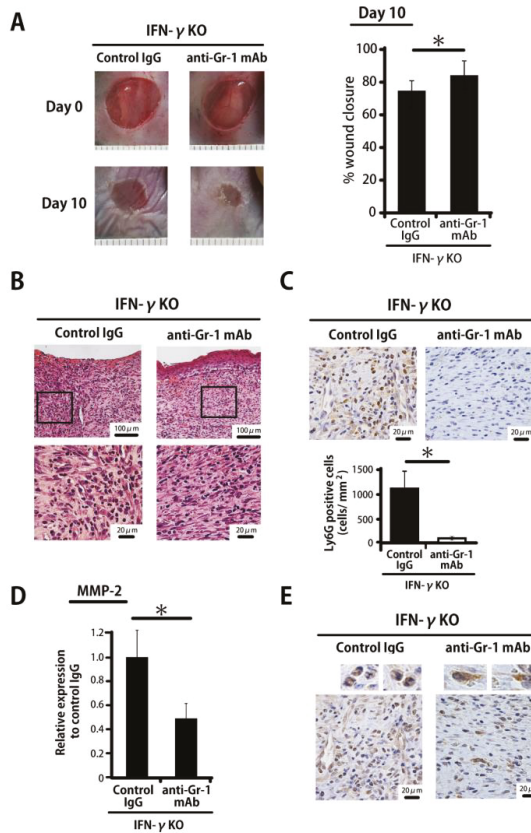 A
IFN- γ KO
Control IgG
anti-Gr-1 mAb
Day 0
Day 10
Day 10
% wound closure
100
80
60
40
20
0
*
Control
IgG
anti-Gr-1
mAb
IFN- γ KO
B
IFN- γ KO
Control IgG
anti-Gr-1 mAb
100 μm
100 μm
20 μm
20 μm
C
IFN- γ KO
Control IgG
anti-Gr-1 mAb
20 μm
20 μm
Ly6G positive cells
(cells/ mm²)
1500
1000
500
0
*
Control
IgG
anti-Gr-1
mAb
IFN- γ KO
D
MMP-2
Relative expression
to control IgG
1.2
1.0
0.8
0.6
0.4
0.2
0
*
Control
IgG
anti-Gr-1
mAb
IFN- γ KO
E
IFN- γ KO
Control IgG
anti-Gr-1 mAb
20 μm
20 μm